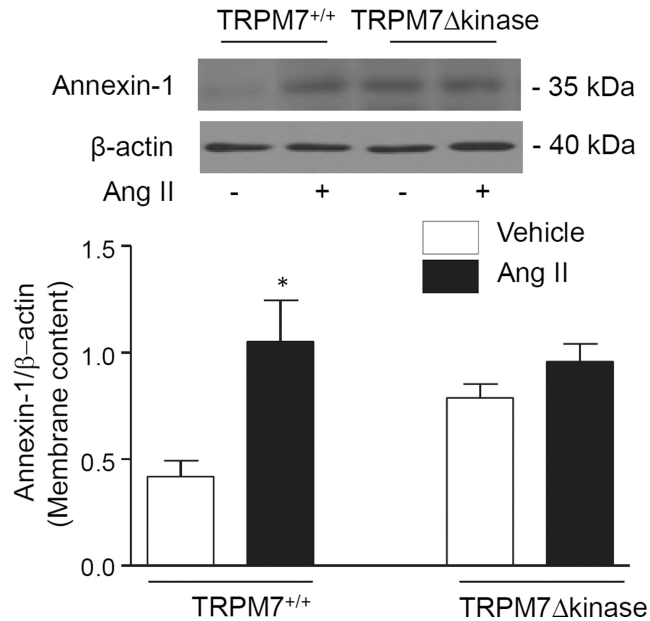 TRPM7+/+ TRPM7Δkinase
Annexin-1 - 35 kDa
β-actin - 40 kDa
Ang II - + - +
Vehicle
Ang II
Annexin-1/β-actin
(Membrane content)
1.5
*
1.0
0.5
0.0
TRPM7+/+ TRPM7Δkinase